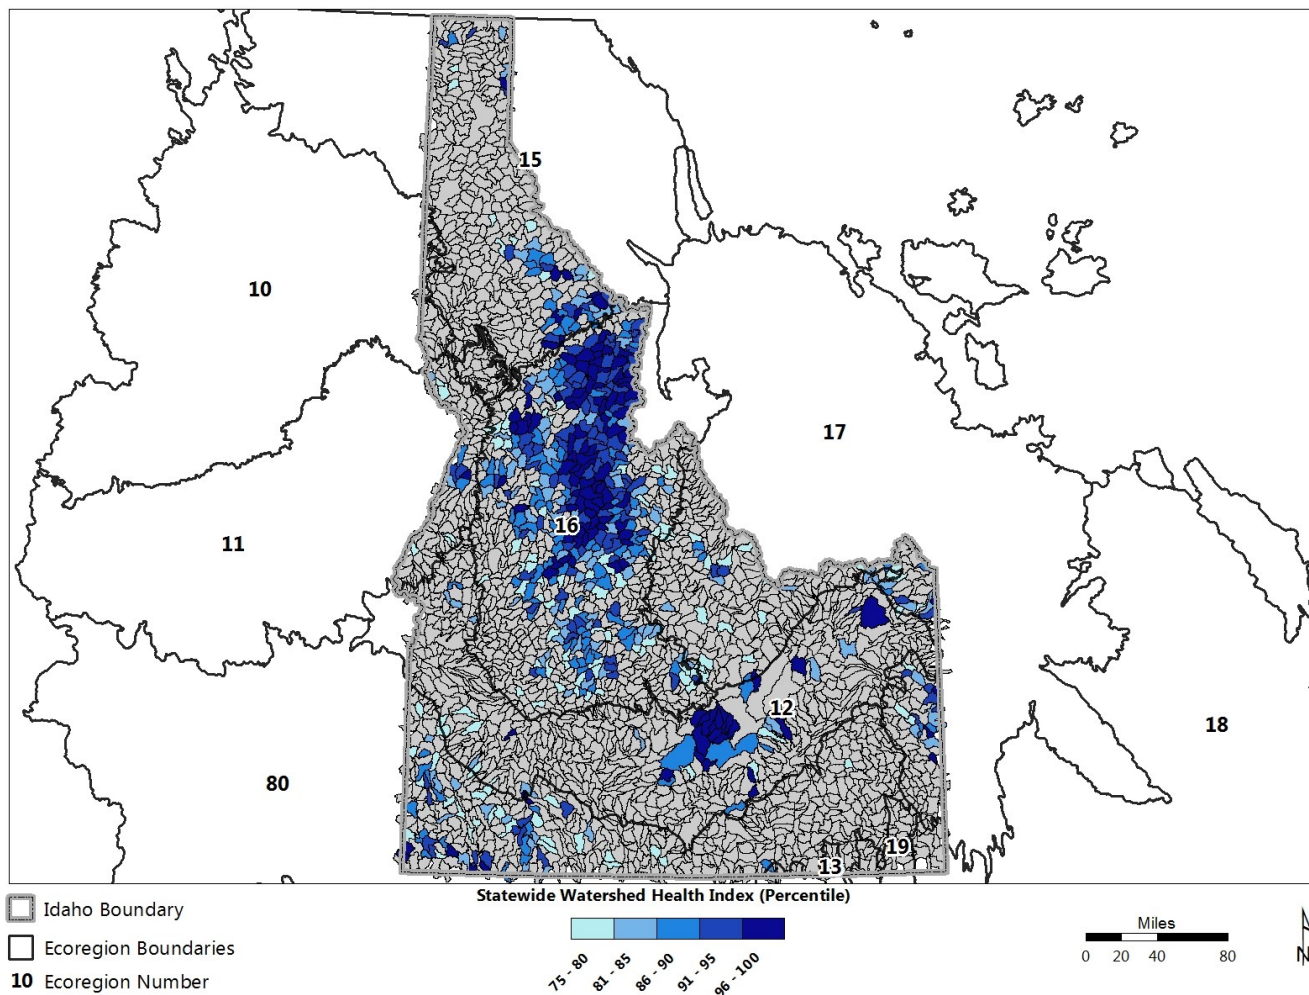 15
10
17
16
11
12
18
80
19
13
Statewide Watershed Health Index (Percentile)
75 - 80
81 - 85
86 - 90
91 - 95
96 - 100
Idaho Boundary
Ecoregion Boundaries
10 Ecoregion Number
Miles
0 20 40 80
N